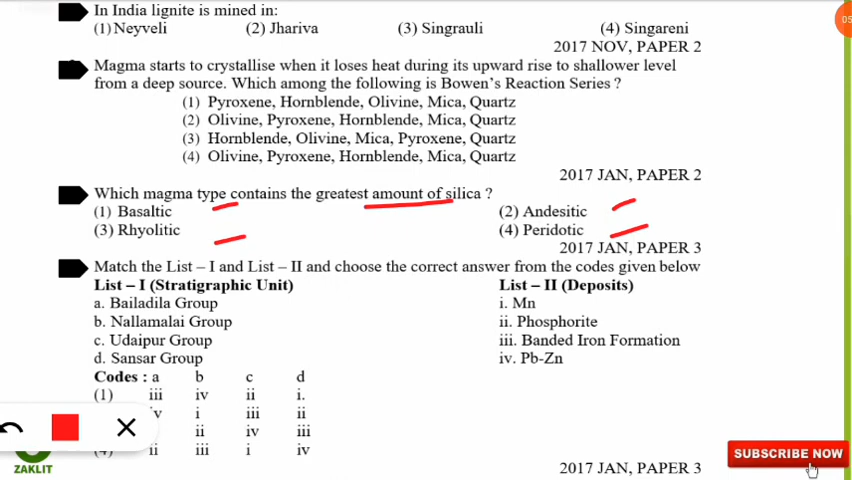 In India lignite is mined in:
(1) Neyveli (2) Jhariva (3) Singrauli (4) Singareni
2017 NOV, PAPER 2
Magma starts to crystallise when it loses heat during its upward rise to shallower level
from a deep source. Which among the following is Bowen's Reaction Series ?
(1) Pyroxene, Hornblende, Olivine, Mica, Quartz
(2) Olivine, Pyroxene, Hornblende, Mica, Quartz
(3) Hornblende, Olivine, Mica, Pyroxene, Quartz
(4) Olivine, Pyroxene, Hornblende, Mica, Quartz
2017 JAN, PAPER 2
Which magma type contains the greatest amount of silica ?
(1) Basaltic (2) Andesitic
(3) Rhyolitic (4) Peridotic
2017 JAN, PAPER 3
Match the List – I and List – II and choose the correct answer from the codes given below
List – I (Stratigraphic Unit) List – II (Deposits)
a. Bailadila Group i. Mn
b. Nallamalai Group ii. Phosphorite
c. Udaipur Group iii. Banded Iron Formation
d. Sansar Group iv. Pb-Zn
Codes : a b c d
(1) iii iv ii i.
i iii ii
ii iv iii
ii iii i iv
ZAKLIT
SUBSCRIBE NOW
2017 JAN, PAPER 3